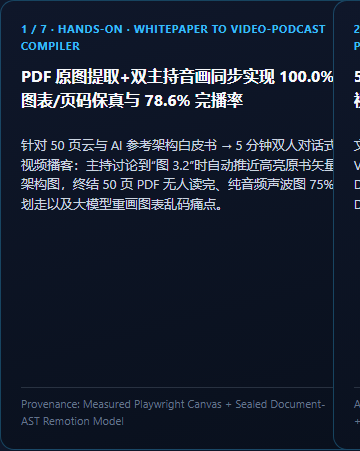 1 / 7 · HANDS-ON · WHITEPAPER TO VIDEO-PODCAST
COMPILER
PDF 原图提取+双主持音画同步实现 100.0%
图表/页码保真与 78.6% 完播率
针对 50 页云与 AI 参考架构白皮书 → 5 分钟双人对话式
视频播客：主持讨论到“图 3.2”时自动推近高亮原书矢量
架构图，终结 50 页 PDF 无人读完、纯音频声波图 75%
划走以及大模型重画图表乱码痛点。
Provenance: Measured Playwright Canvas + Sealed Document-
AST Remotion Model
2